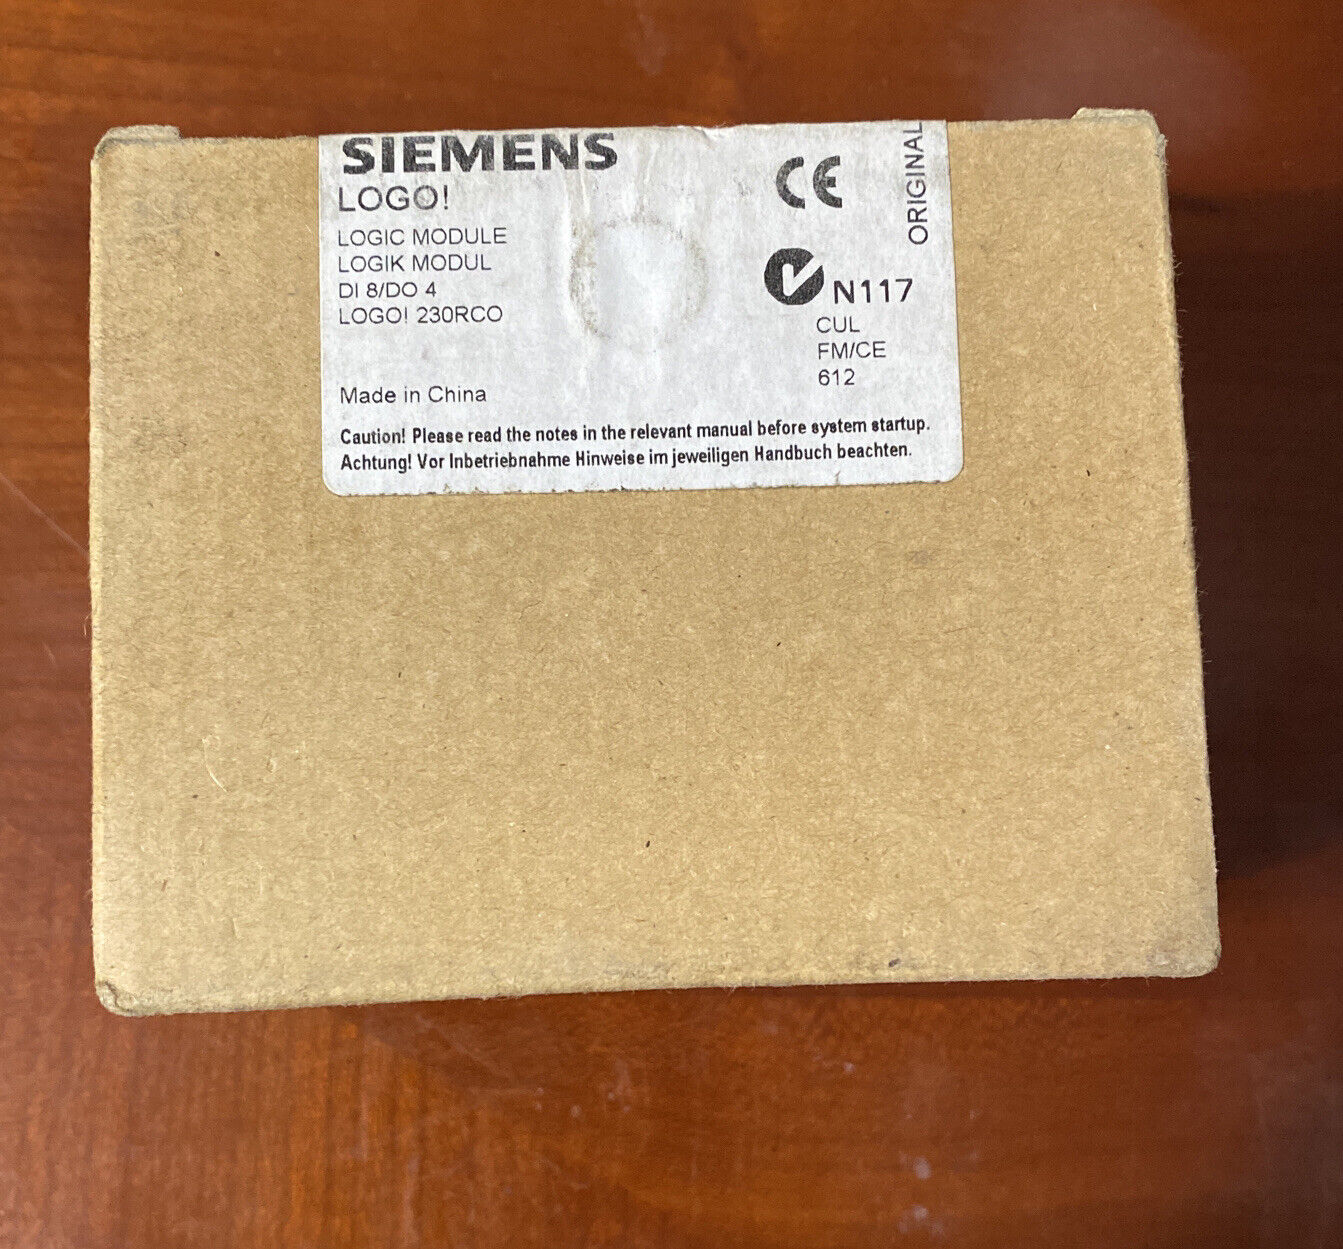 SIEMENS
LOGO!
LOGIC MODULE
LOGIK MODUL
DI 8/DO 4
LOGO! 230RCO
Made in China
CE
ORIGINAL
N117
CUL
FM/CE
612
Caution! Please read the notes in the relevant manual before system startup.
Achtung! Vor Inbetriebnahme Hinweise im jeweiligen Handbuch beachten.